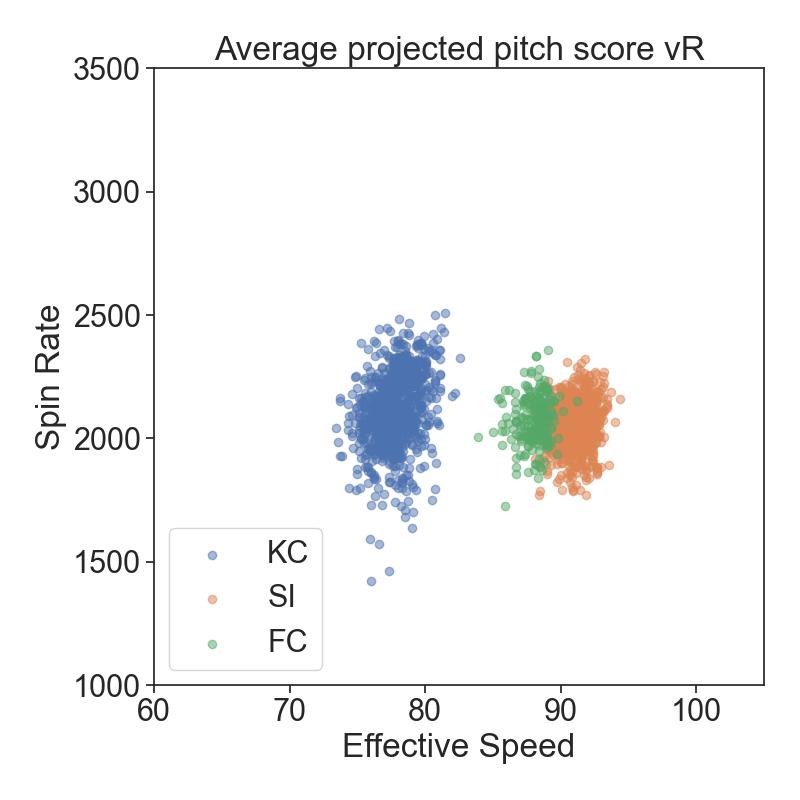 Average projected pitch score vR
3500
3000
2500
2000
1500
1000
Spin Rate
KC
SI
FC
60 70 80 90 100
Effective Speed